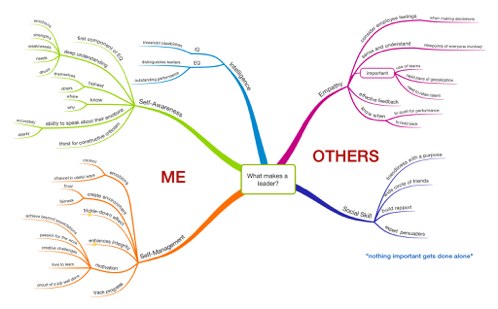 What makes a
leader?
ME
OTHERS
"nothing important gets done alone"
Self-Awareness
first component of EQ
deep understanding
emotions
strengths
weaknesses
needs
drives
honest
themselves
others
know
where
why
ability to speak about their emotions
accurately
openly
thirst for constructive criticism
Intelligence
IQ
threshold capabilities
EQ
distinguishes leaders
outstanding performance
Empathy
consider employee feelings
when making decisions
sense and understand
viewpoints of everyone involved
important
use of teams
rapid pace of globalization
need to retain talent
effective feedback
know when
to push for performance
to hold back
Social Skill
friendliness with a purpose
wide circle of friends
build rapport
expert persuaders
Self-Management
emotions
control
channel to useful ways
create environment
trust
fairness
trickle-down effect
enhances integrity
motivation
achieve beyond expectations
passion for the work
creative challenges
love to learn
proud of a job well done
track progress